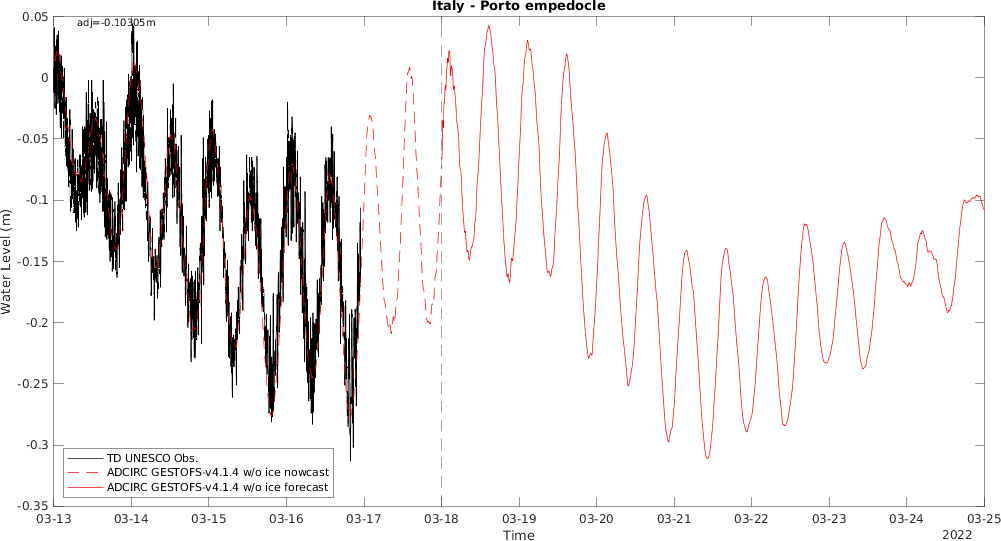 Italy - Porto empedocle
adj=-0.10305m
0.05
0
-0.05
-0.1
-0.15
-0.2
-0.25
-0.3
-0.35
Water Level (m)
TD UNESCO Obs.
ADCIRC GESTOFS-v4.1.4 w/o ice nowcast
ADCIRC GESTOFS-v4.1.4 w/o ice forecast
03-13 03-14 03-15 03-16 03-17 03-18 03-19 03-20 03-21 03-22 03-23 03-24 03-25
Time
2022